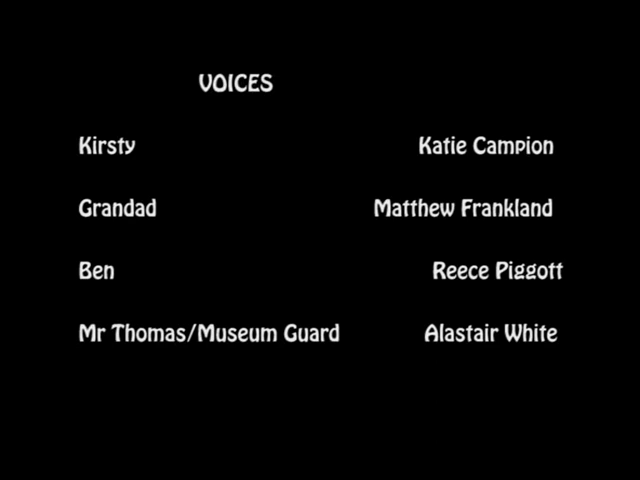 VOICES
Kirsty Katie Campion
Grandad Matthew Frankland
Ben Reece Piggott
Mr Thomas/Museum Guard Alastair White